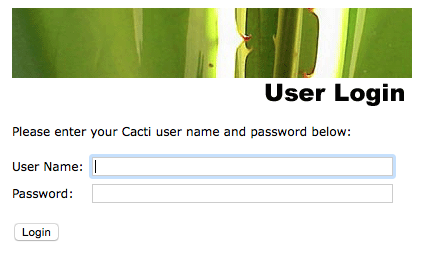 User Login
Please enter your Cacti user name and password below:
User Name:
Password:
Login